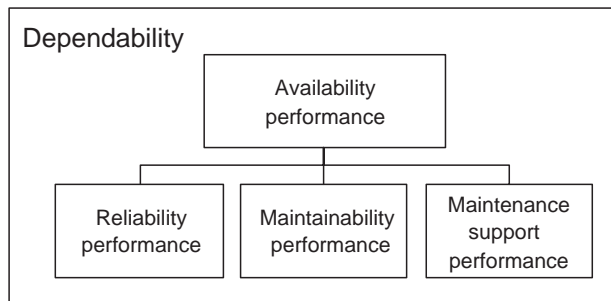 Dependability
Availability
performance
Reliability
performance
Maintainability
performance
Maintenance
support
performance